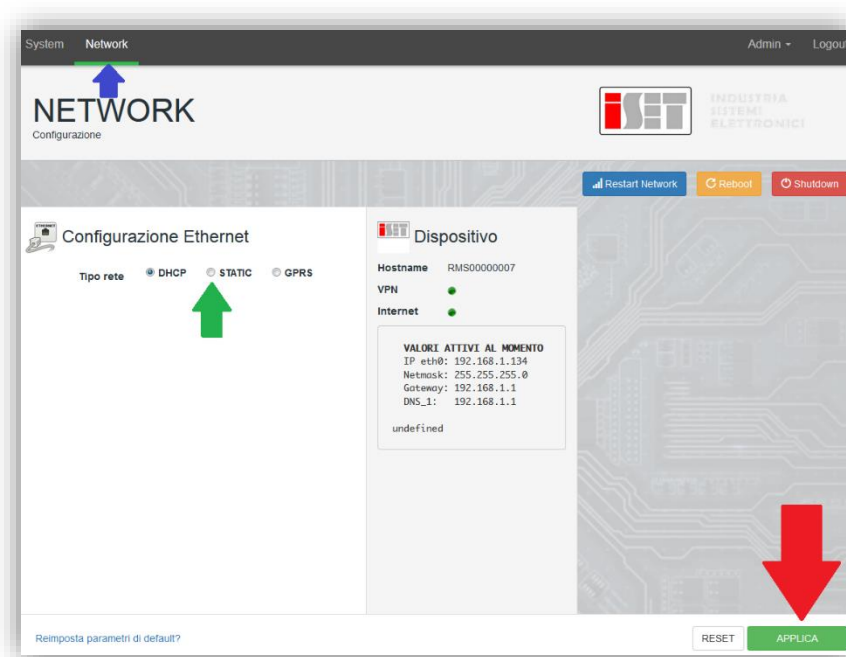 System Network Admin Logout
NETWORK
Configurazione
iSET
INDUSTRIA
SISTEMI
ELETTRONICI
Restart Network Reboot Shutdown
ETHERNET
Configurazione Ethernet
Tipo rete DHCP STATIC GPRS
iSET
Dispositivo
Hostname RMS00000007
VPN
Internet
VALORI ATTIVI AL MOMENTO
IP eth0: 192.168.1.134
Netmask: 255.255.255.0
Gateway: 192.168.1.1
DNS_1: 192.168.1.1
undefined
Reimposta parametri di default?
RESET APPLICA